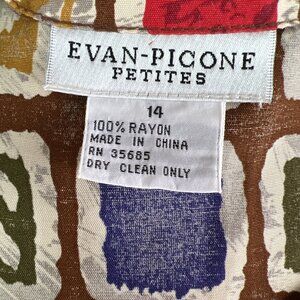 EVAN-PICONE
PETITES
14
100% RAYON
MADE IN CHINA
RN 35685
DRY CLEAN ONLY